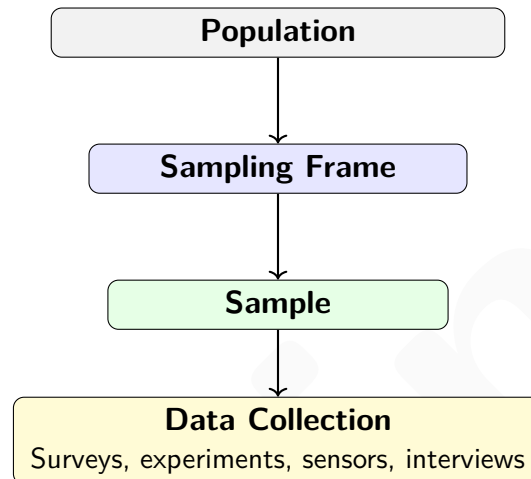 Population
Sampling Frame
Sample
Data Collection
Surveys, experiments, sensors, interviews